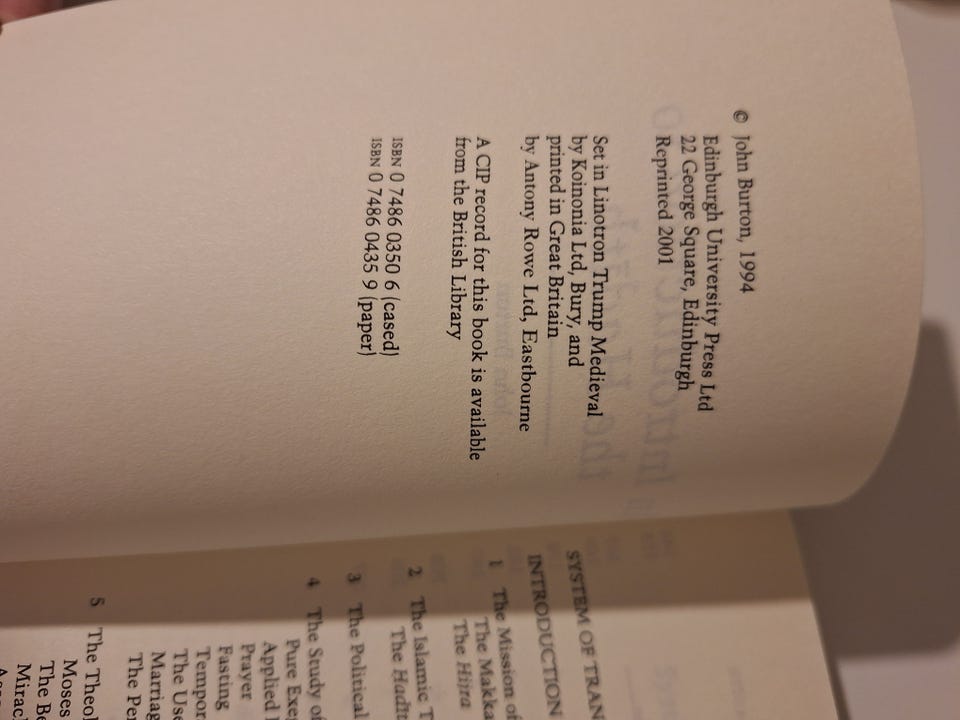 © John Burton, 1994
Edinburgh University Press Ltd
22 George Square, Edinburgh
Reprinted 2001
Set in Linotron Trump Medieval
by Koinonia Ltd, Bury, and
printed in Great Britain
by Antony Rowe Ltd, Eastbourne
A CIP record for this book is available
from the British Library
ISBN 0 7486 0350 6 (cased)
ISBN 0 7486 0435 9 (paper)
SYSTEM OF TRAN
INTRODUCTION
1 The Mission of
The Makka
The Hijra
2 The Islamic T
The Hadit
3 The Political
4 The Study of
Pure Exe
Applied
Prayer
Fasting
Tempor
The Use
Marriag
The Per
5 The Theol
Moses
The Be
Mirac